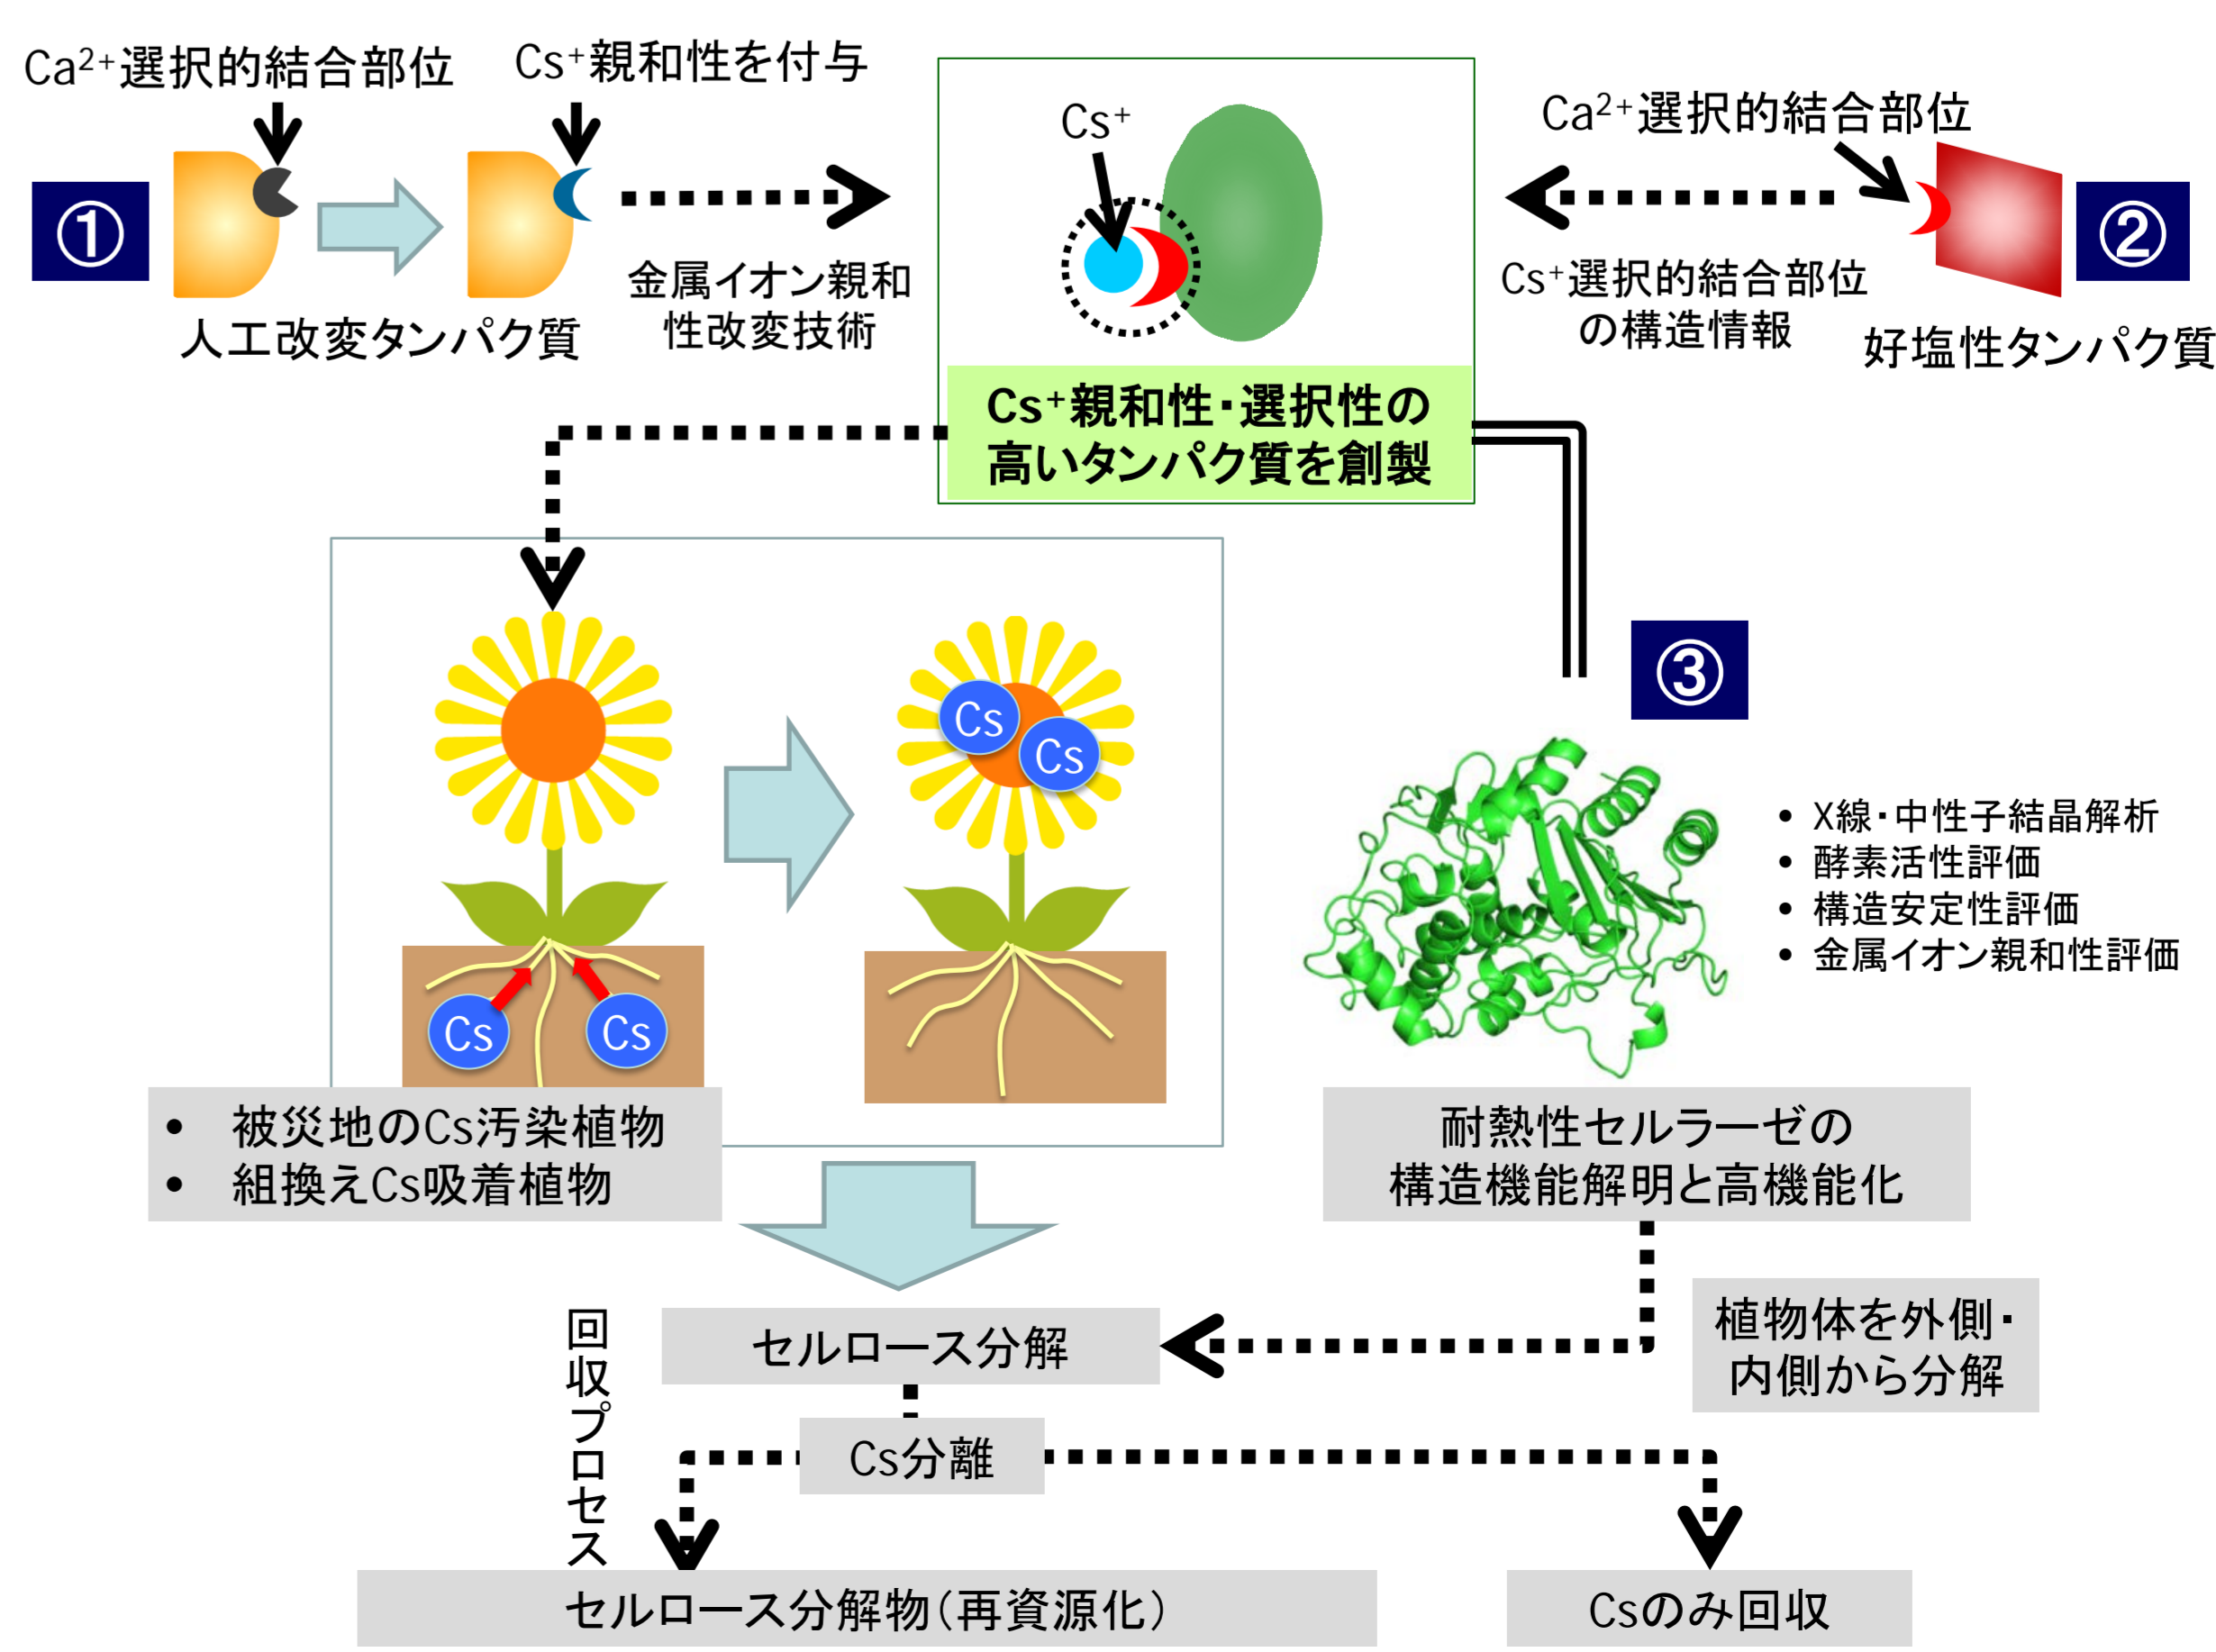 Ca²⁺選択的結合部位
Cs⁺親和性を付与
①
人工改変タンパク質
金属イオン親和
性改変技術
Cs⁺
Cs⁺親和性・選択性の
高いタンパク質を創製
Ca²⁺選択的結合部位
②
Cs⁺選択的結合部位
の構造情報
好塩性タンパク質
③
Cs
Cs
Cs
Cs
• X線・中性子結晶解析
• 酵素活性評価
• 構造安定性評価
• 金属イオン親和性評価
• 被災地のCs汚染植物
• 組換えCs吸着植物
耐熱性セルラーゼの
構造機能解明と高機能化
回収プロセス
セルロース分解
植物体を外側・
内側から分解
Cs分離
セルロース分解物（再資源化）
Csのみ回収